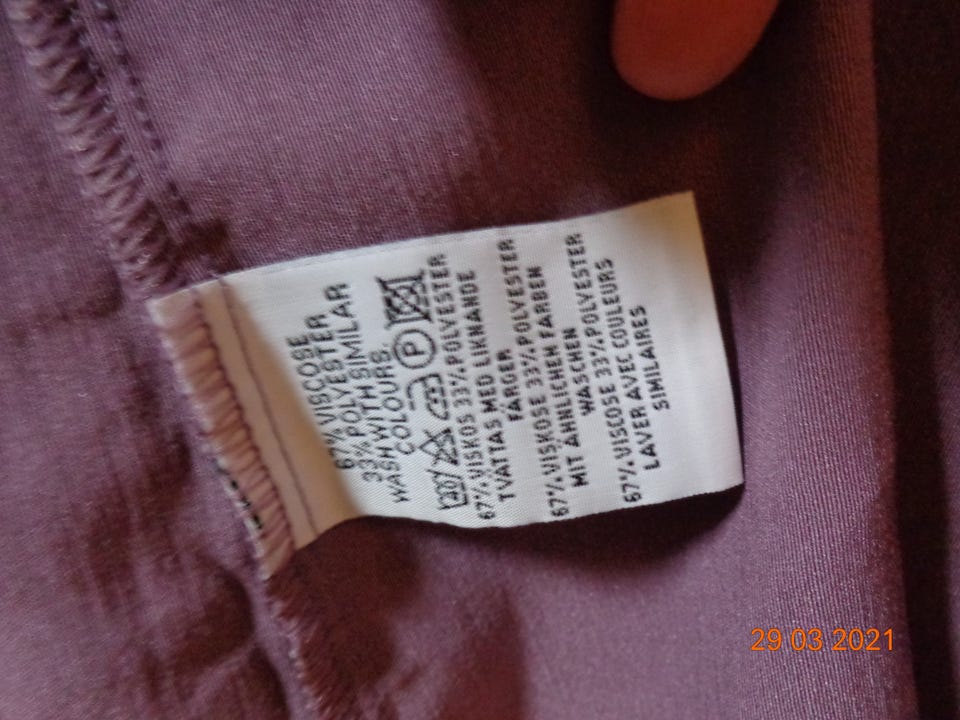 67% VISCOSE
33% POLYESTER
WASH WITH SIMILAR
COLOURS.
40 P
67% VISKOS 33% POLYESTER
TVÄTTAS MED LIKNANDE
FÄRGER
67% VISKOSE 33% POLYESTER
MIT ÄHNLICHEN FARBEN
WASCHEN
67% VISCOSE 33% POLYESTER
LAVER AVEC COULEURS
SIMILAIRES
29 03 2021